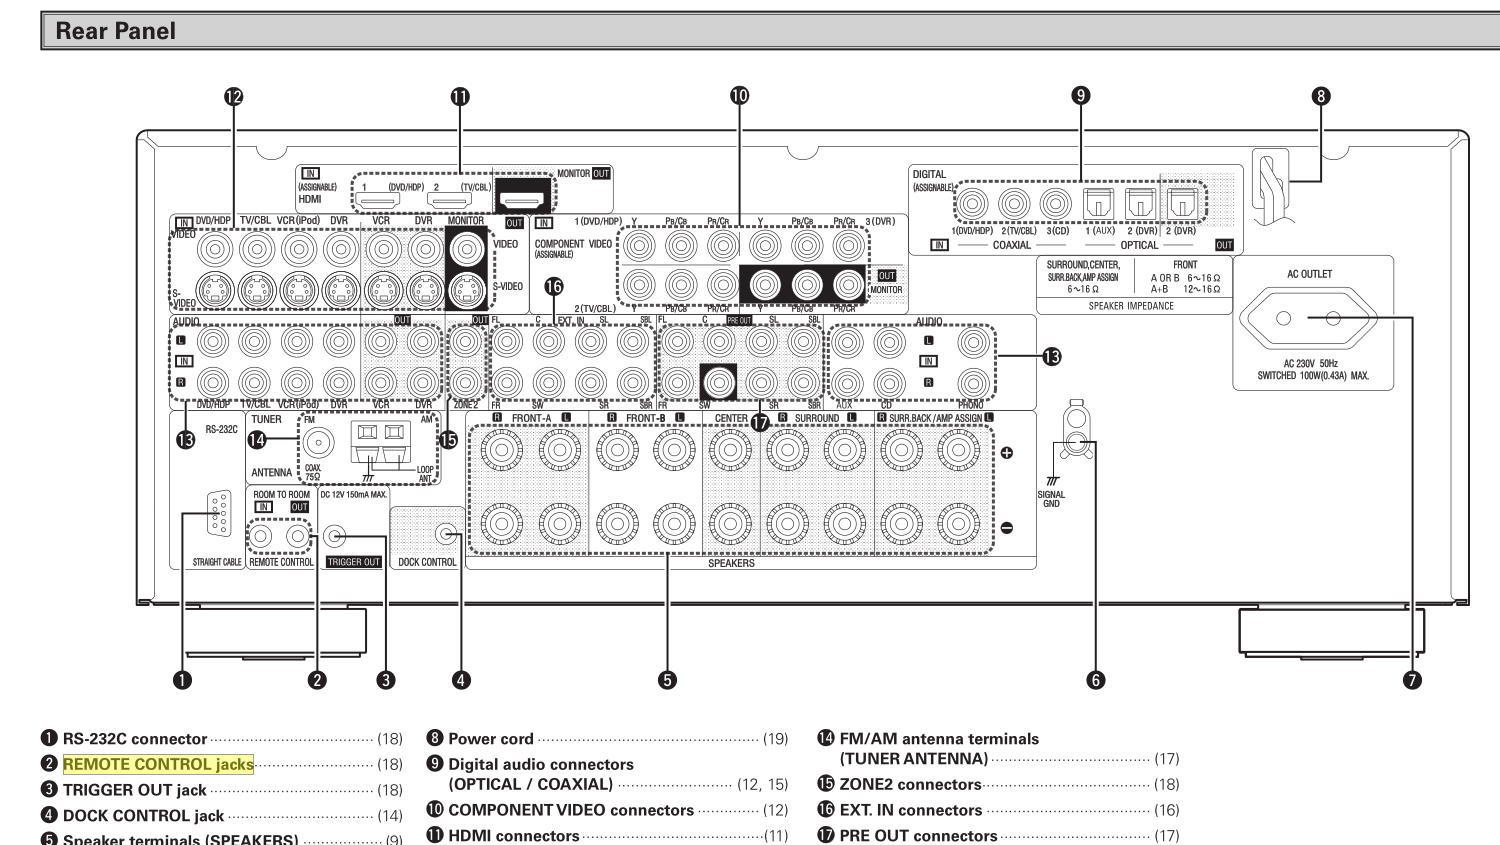 Rear Panel
⓬ ⓫ ❿ ❾ ❽
IN (ASSIGNABLE) HDMI 1 (DVD/HDP) 2 (TV/CBL) MONITOR OUT
DIGITAL (ASSIGNABLE)
1(DVD/HDP) 2(TV/CBL) 3(CD) 1 (AUX) 2 (DVR) 2 (DVR)
IN COAXIAL OPTICAL OUT
IN DVD/HDP TV/CBL VCR(iPod) DVR VCR DVR MONITOR OUT
VIDEO VIDEO
S-VIDEO S-VIDEO
IN 1(DVD/HDP) Y PB/CB PR/CR Y PB/CB PR/CR 3(DVR)
COMPONENT VIDEO
(ASSIGNABLE)
OUT
MONITOR
2(TV/CBL) Y PB/CB PR/CR Y PB/CB PR/CR
SURROUND,CENTER, SURR.BACK,AMP ASSIGN 6~16Ω
FRONT
A OR B 6~16Ω
A+B 12~16Ω
SPEAKER IMPEDANCE
AC OUTLET
AC 230V 50Hz
SWITCHED 100W(0.43A) MAX.
⓰
AUDIO OUT OUT FL C EXT. IN SL SBL FL C PRE OUT SL SBL AUDIO
L IN R
L IN R
⓭
DVD/HDP TV/CBL VCR(iPod) DVR VCR DVR ZONE2 FR SW SR SBR FR SW SR SBR AUX CD PHONO
⓭ ⓮ ⓯ ⓱
RS-232C
TUNER FM AM
ANTENNA COAX. 75Ω LOOP ANT.
R FRONT-A L R FRONT-B L CENTER R SURROUND L R SURR.BACK/AMP ASSIGN L
+
−
SIGNAL
GND
ROOM TO ROOM
IN OUT
DC 12V 150mA MAX.
STRAIGHT CABLE REMOTE CONTROL TRIGGER OUT DOCK CONTROL SPEAKERS
❶ ❷ ❸ ❹ ❺ ❻ ❼
❶ RS-232C connector (18)
❷ REMOTE CONTROL jacks (18)
❸ TRIGGER OUT jack (18)
❹ DOCK CONTROL jack (14)
❺ Speaker terminals (SPEAKERS) (9)
❽ Power cord (19)
❾ Digital audio connectors
(OPTICAL / COAXIAL) (12, 15)
❿ COMPONENT VIDEO connectors (12)
⓫ HDMI connectors (11)
⓮ FM/AM antenna terminals
(TUNER ANTENNA) (17)
⓯ ZONE2 connectors (18)
⓰ EXT. IN connectors (16)
⓱ PRE OUT connectors (17)